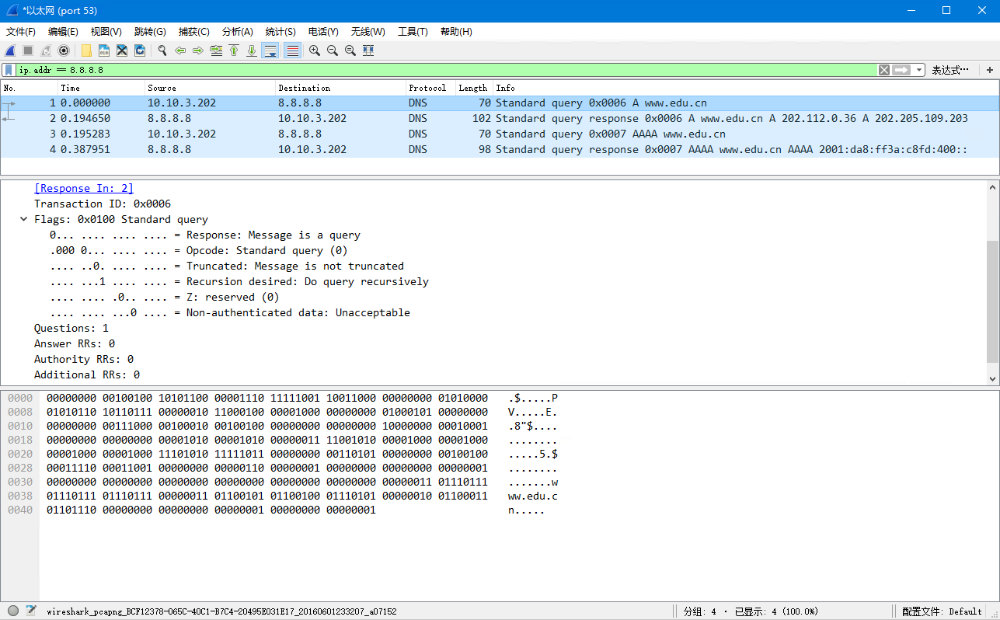 *以太网 (port 53)
文件(F) 编辑(E) 视图(V) 跳转(G) 捕获(C) 分析(A) 统计(S) 电话(Y) 无线(W) 工具(T) 帮助(H)
ip.addr == 8.8.8.8 表达式… +
No. Time Source Destination Protocol Length Info
1 0.000000 10.10.3.202 8.8.8.8 DNS 70 Standard query 0x0006 A www.edu.cn
2 0.194650 8.8.8.8 10.10.3.202 DNS 102 Standard query response 0x0006 A www.edu.cn A 202.112.0.36 A 202.205.109.203
3 0.195283 10.10.3.202 8.8.8.8 DNS 70 Standard query 0x0007 AAAA www.edu.cn
4 0.387951 8.8.8.8 10.10.3.202 DNS 98 Standard query response 0x0007 AAAA www.edu.cn AAAA 2001:da8:ff3a:c8fd:400::
[Response In: 2]
Transaction ID: 0x0006
Flags: 0x0100 Standard query
0... .... .... .... = Response: Message is a query
.000 0... .... .... = Opcode: Standard query (0)
.... ..0. .... .... = Truncated: Message is not truncated
.... ...1 .... .... = Recursion desired: Do query recursively
.... .... .0.. .... = Z: reserved (0)
.... .... ...0 .... = Non-authenticated data: Unacceptable
Questions: 1
Answer RRs: 0
Authority RRs: 0
Additional RRs: 0
0000 00000000 00100100 10101100 00001110 11111001 10011000 00000000 01010000 .$.....P
0008 01010110 10110111 00000010 11000100 00001000 00000000 01000101 00000000 V.....E.
0010 00000000 00111000 00100010 00100100 00000000 00000000 10000000 00010001 .8"$....
0018 00000000 00000000 00001010 00001010 00000011 11001010 00001000 00001000 ........
0020 00001000 00001000 11101010 11111011 00000000 00110101 00000000 00100100 .....5.$
0028 00011110 00011001 00000000 00000110 00000001 00000000 00000000 00000001 ........
0030 00000000 00000000 00000000 00000000 00000000 00000000 00000011 01110111 .......w
0038 01110111 01110111 00000011 01100101 01100100 01110101 00000010 01100011 ww.edu.c
0040 01101110 00000000 00000000 00000001 00000000 00000001 n.....
wireshark_pcapng_BCF12378-065C-40C1-B7C4-20495E031E17_20160601233207_a07152 分组: 4 · 已显示: 4 (100.0%) 配置文件: Default